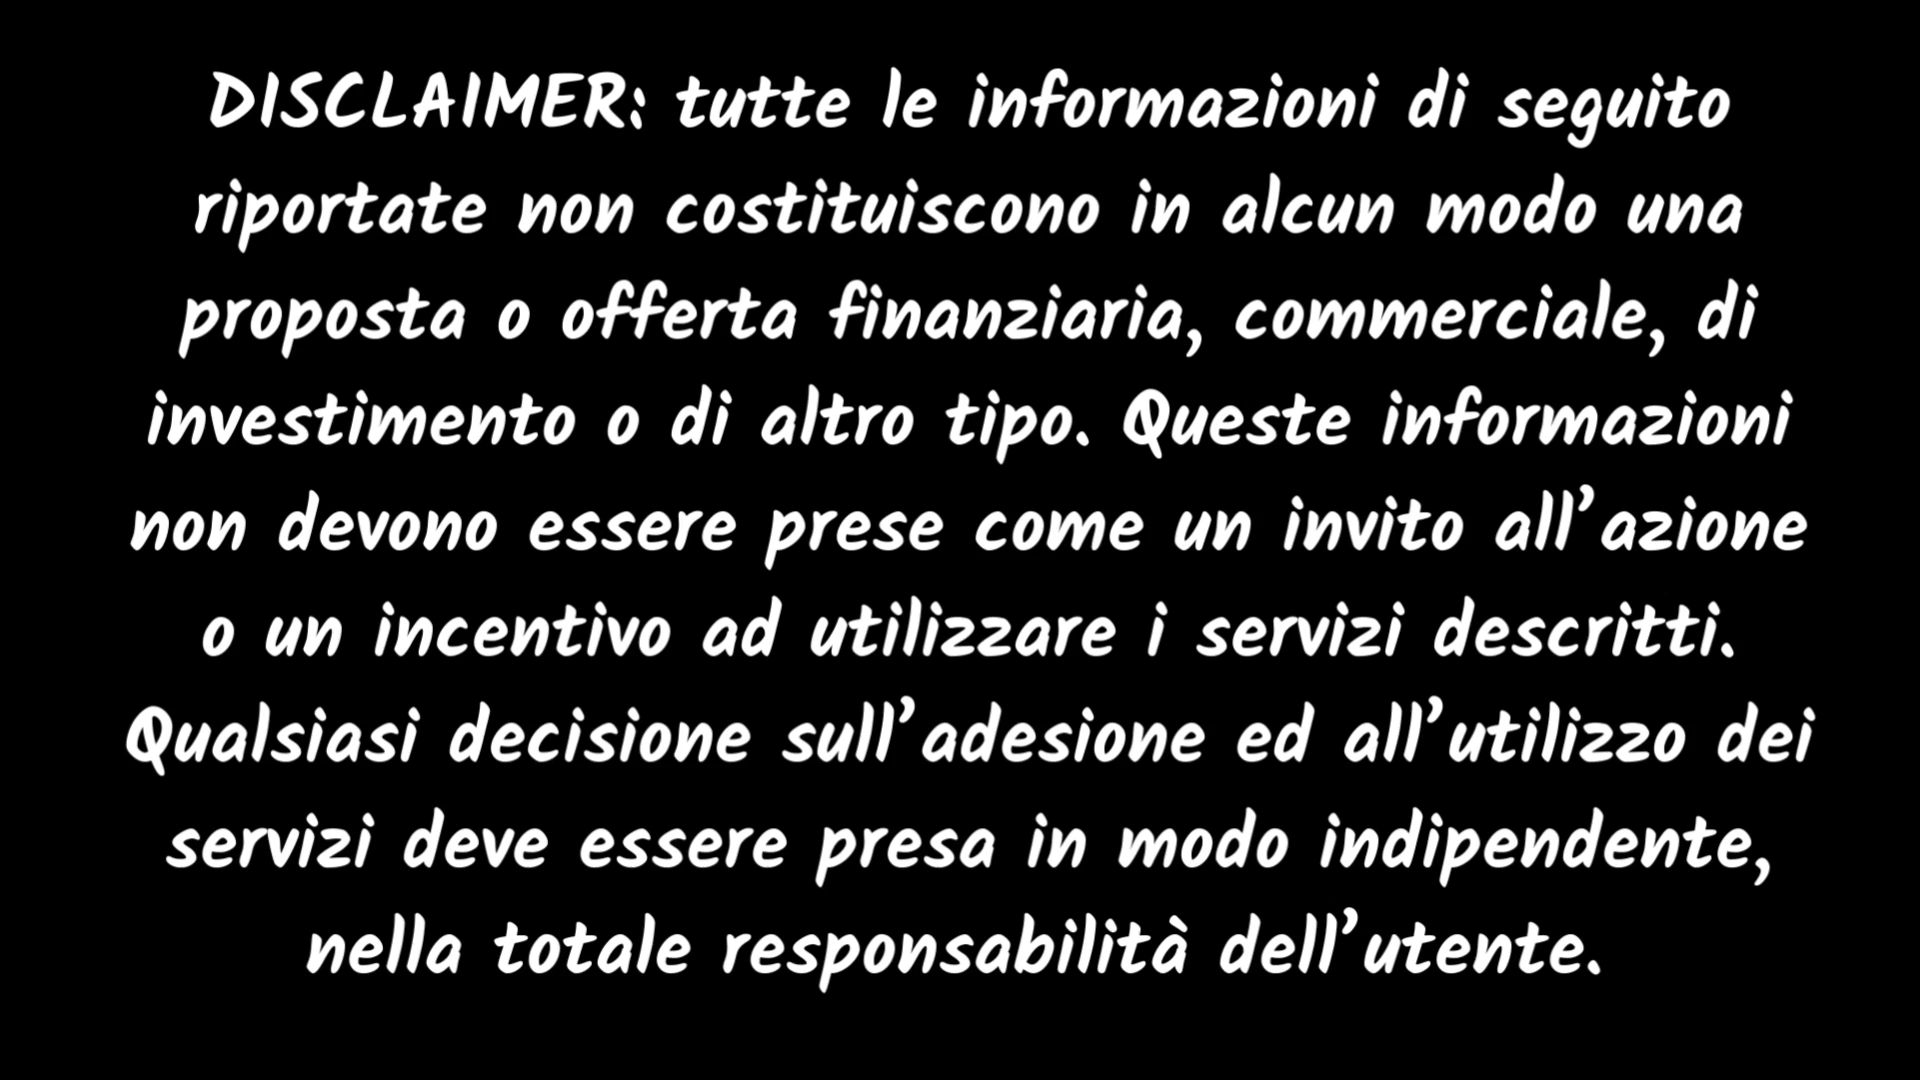 DISCLAIMER: tutte le informazioni di seguito
riportate non costituiscono in alcun modo una
proposta o offerta finanziaria, commerciale, di
investimento o di altro tipo. Queste informazioni
non devono essere prese come un invito all’azione
o un incentivo ad utilizzare i servizi descritti.
Qualsiasi decisione sull’adesione ed all’utilizzo dei
servizi deve essere presa in modo indipendente,
nella totale responsabilità dell’utente.